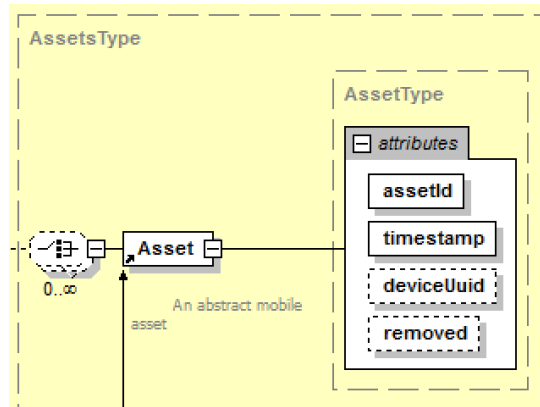 AssetsType
AssetType
attributes
assetId
timestamp
deviceUuid
removed
Asset
0..∞
An abstract mobile
asset